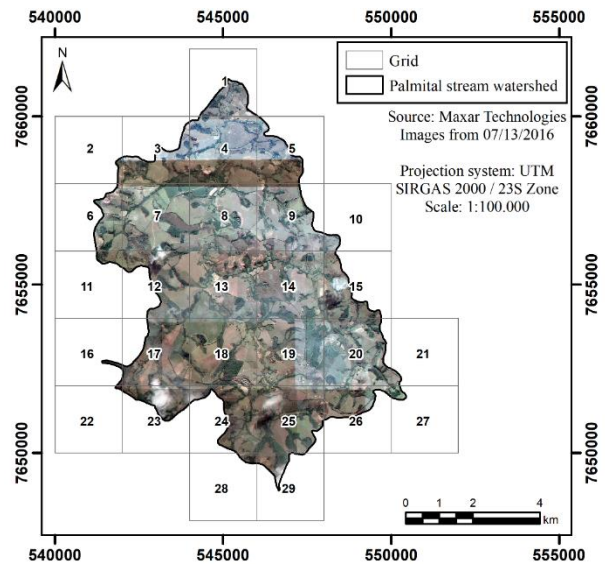 540000 545000 550000 555000
N
Grid
Palmital stream watershed
Source: Maxar Technologies
Images from 07/13/2016
Projection system: UTM
SIRGAS 2000 / 23S Zone
Scale: 1:100.000
7660000 7660000
7655000 7655000
7650000 7650000
1
2 3 4 5
6 7 8 9 10
11 12 13 14 15
16 17 18 19 20 21
22 23 24 25 26 27
28 29
0 2 4
km
540000 545000 550000 555000